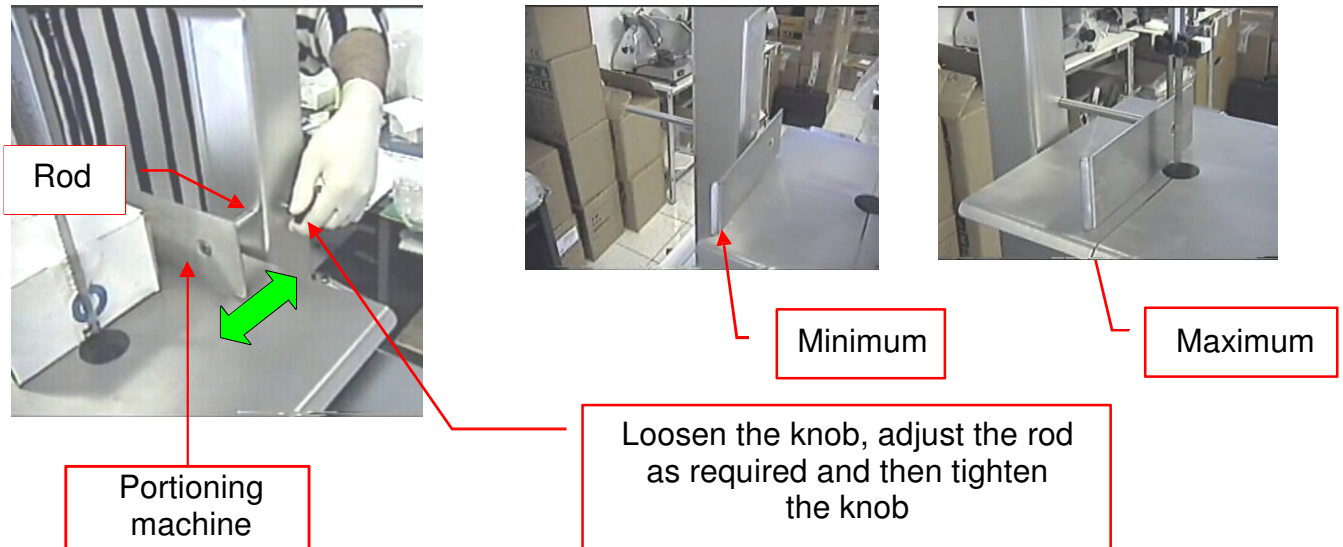 Rod
Minimum
Maximum
Portioning
machine
Loosen the knob, adjust the rod
as required and then tighten
the knob